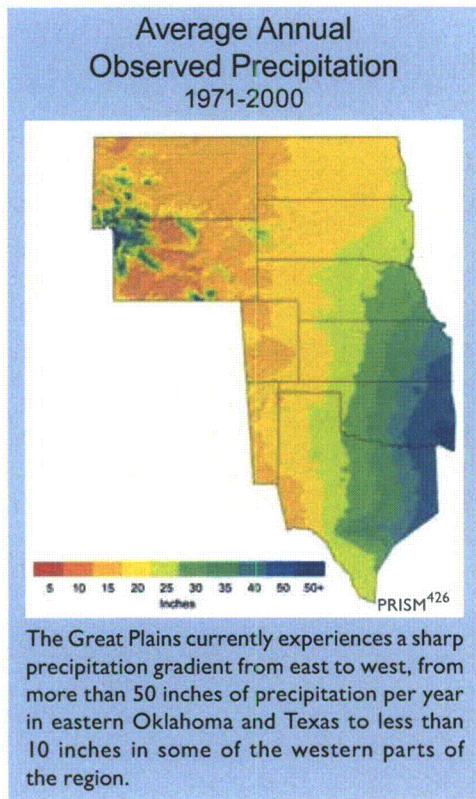 Average Annual
Observed Precipitation
1971-2000
5 10 15 20 25 30 35 40 50 50+
Inches
PRISM426
The Great Plains currently experiences a sharp
precipitation gradient from east to west, from
more than 50 inches of precipitation per year
in eastern Oklahoma and Texas to less than
10 inches in some of the western parts of
the region.